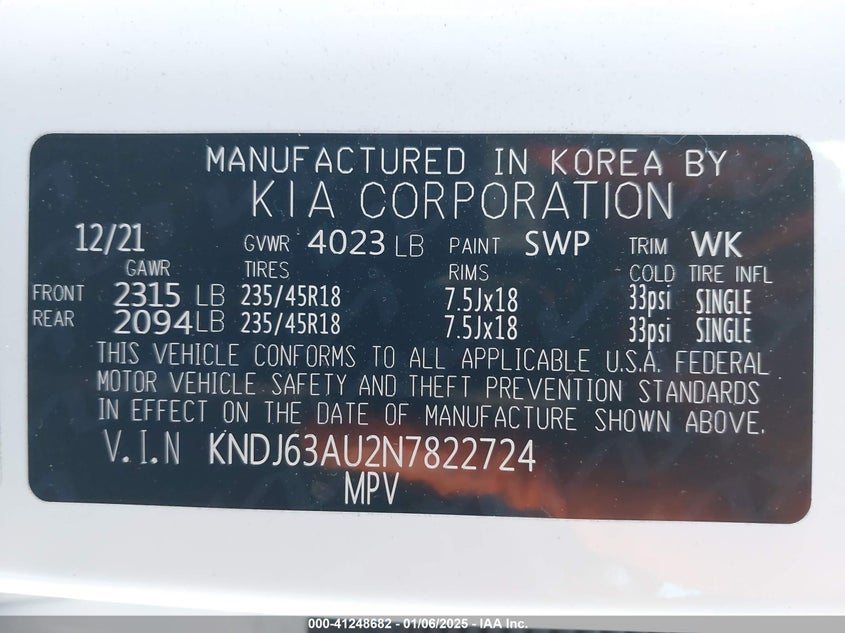 MANUFACTURED IN KOREA BY
KIA CORPORATION
12/21 GVWR 4023 LB PAINT SWP TRIM WK
GAWR TIRES RIMS COLD TIRE INFL
FRONT 2315 LB 235/45R18 7.5Jx18 33psi SINGLE
REAR 2094 LB 235/45R18 7.5Jx18 33psi SINGLE
THIS VEHICLE CONFORMS TO ALL APPLICABLE U.S.A. FEDERAL
MOTOR VEHICLE SAFETY AND THEFT PREVENTION STANDARDS
IN EFFECT ON THE DATE OF MANUFACTURE SHOWN ABOVE.
V.I.N KNDJ63AU2N7822724
MPV
000-41248682 - 01/06/2025 - IAA Inc.